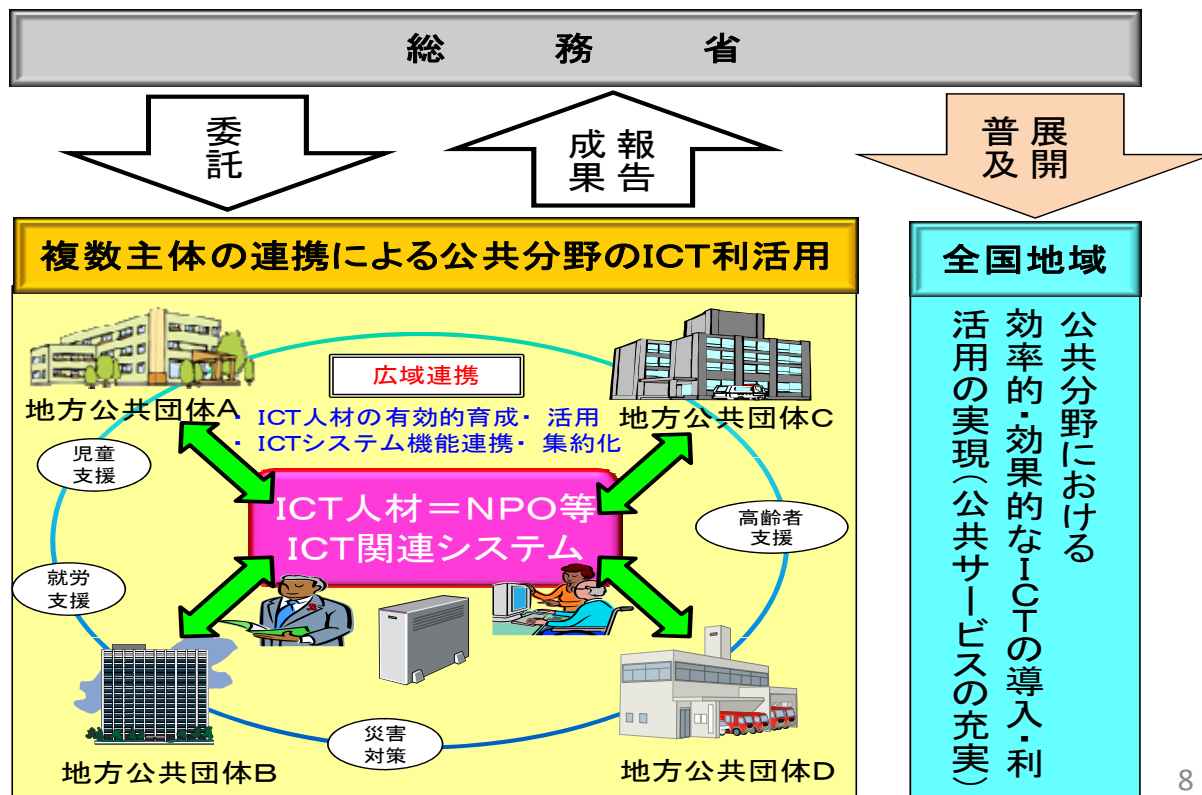 総務省
委託
成果
報告
普及
展開
複数主体の連携による公共分野のICT利活用
広域連携
・ICT人材の有効的育成・活用
・ICTシステム機能連携・集約化
地方公共団体A
地方公共団体C
児童
支援
ICT人材＝NPO等
ICT関連システム
高齢者
支援
就労
支援
災害
対策
地方公共団体B
地方公共団体D
全国地域
公共分野における
効率的・効果的なICTの導入・利
活用の実現（公共サービスの充実）
8